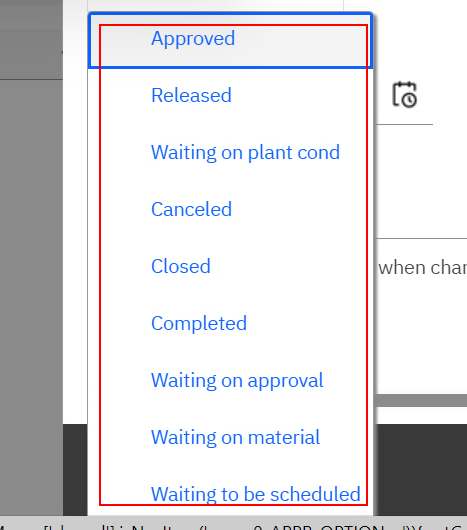 Approved
Released
Waiting on plant cond
Canceled
Closed
when char
Completed
Waiting on approval
Waiting on material
Waiting to be scheduled